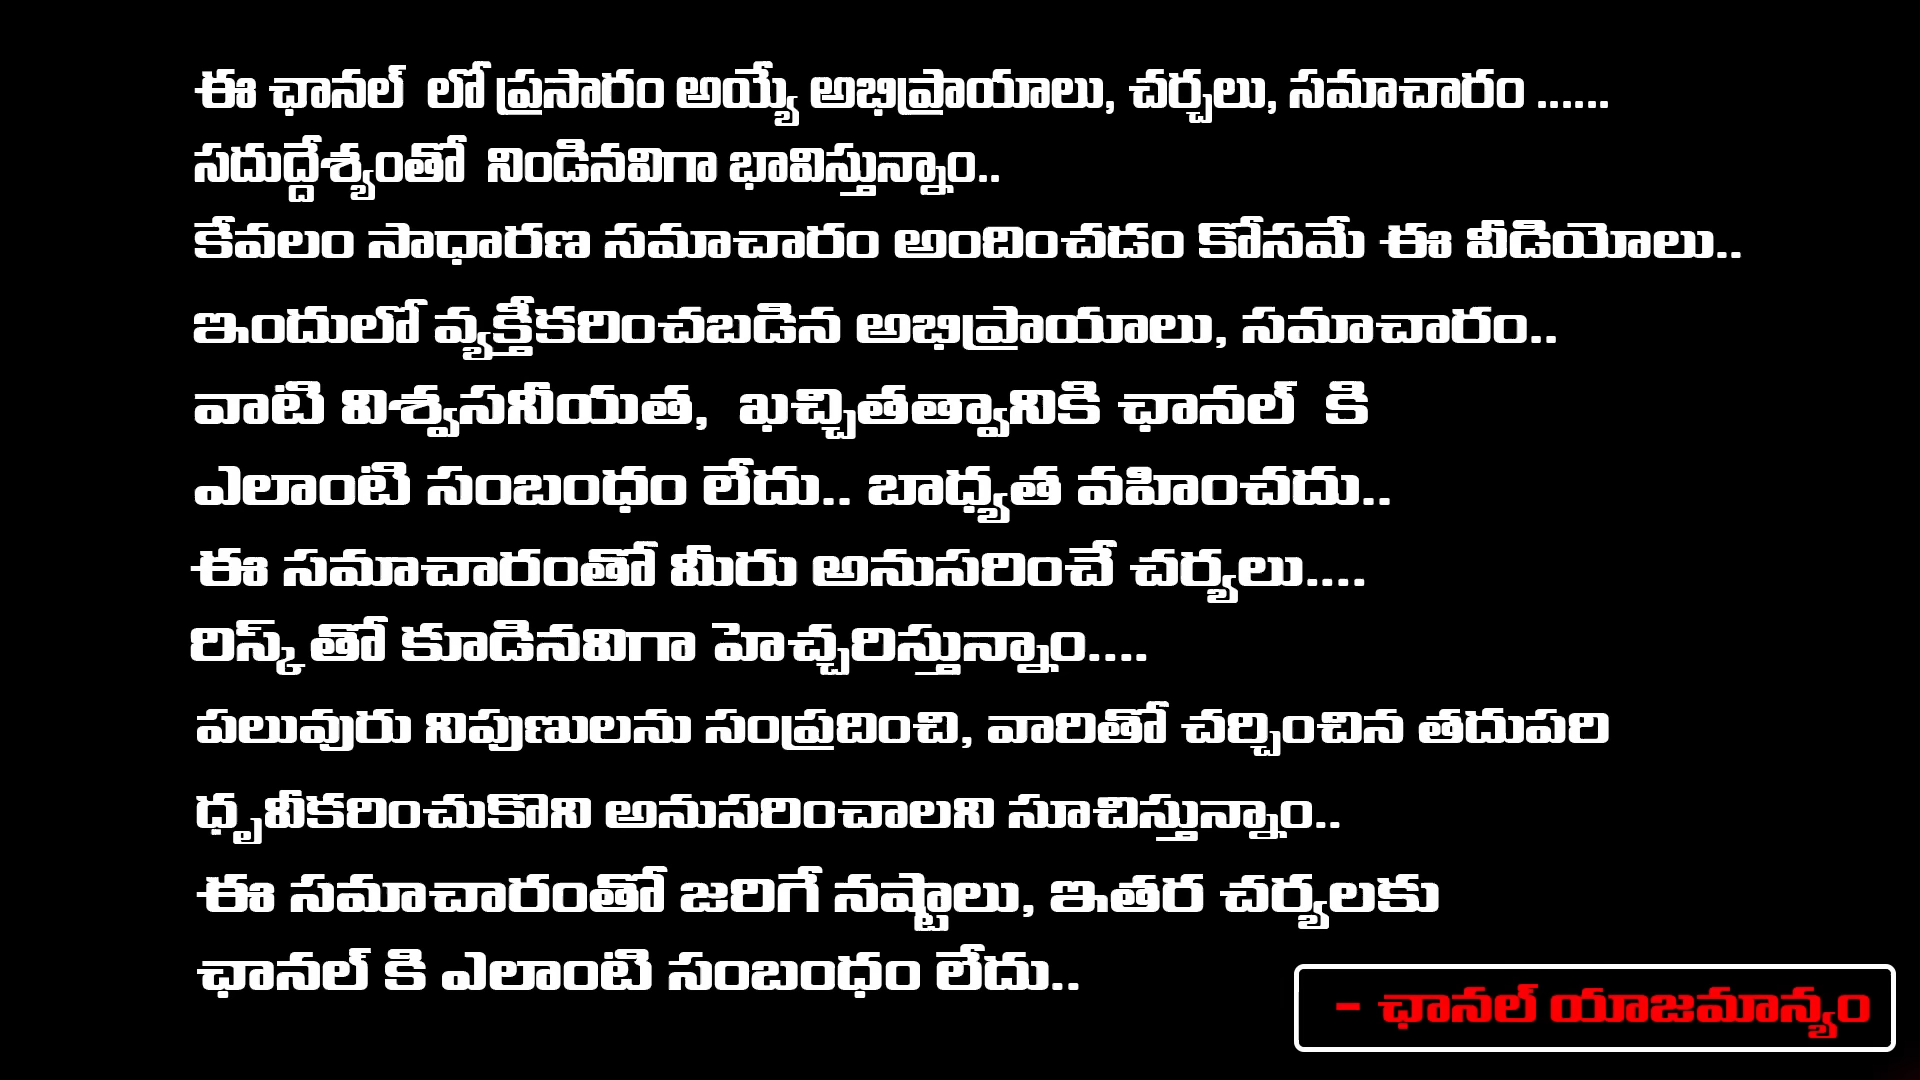 ఈ ఛానల్ లో ప్రసారం అయ్యే అభిప్రాయాలు, చర్చలు, సమాచారం ......
సదుద్దేశ్యంతో నిండినవిగా భావిస్తున్నాం..
కేవలం సాధారణ సమాచారం అందించడం కోసమే ఈ వీడియోలు..
ఇందులో వ్యక్తీకరించబడిన అభిప్రాయాలు, సమాచారం..
వాటి విశ్వసనీయత, ఖచ్చితత్వానికి ఛానల్ కి
ఎలాంటి సంబంధం లేదు.. బాధ్యత వహించదు..
ఈ సమాచారంతో మీరు అనుసరించే చర్యలు....
రిస్క్ తో కూడినవిగా హెచ్చరిస్తున్నాం....
పలువురు నిపుణులను సంప్రదించి, వారితో చర్చించిన తదుపరి
ధృవీకరించుకొని అనుసరించాలని సూచిస్తున్నాం..
ఈ సమాచారంతో జరిగే నష్టాలు, ఇతర చర్యలకు
ఛానల్ కి ఎలాంటి సంబంధం లేదు..
- ఛానల్ యాజమాన్యం